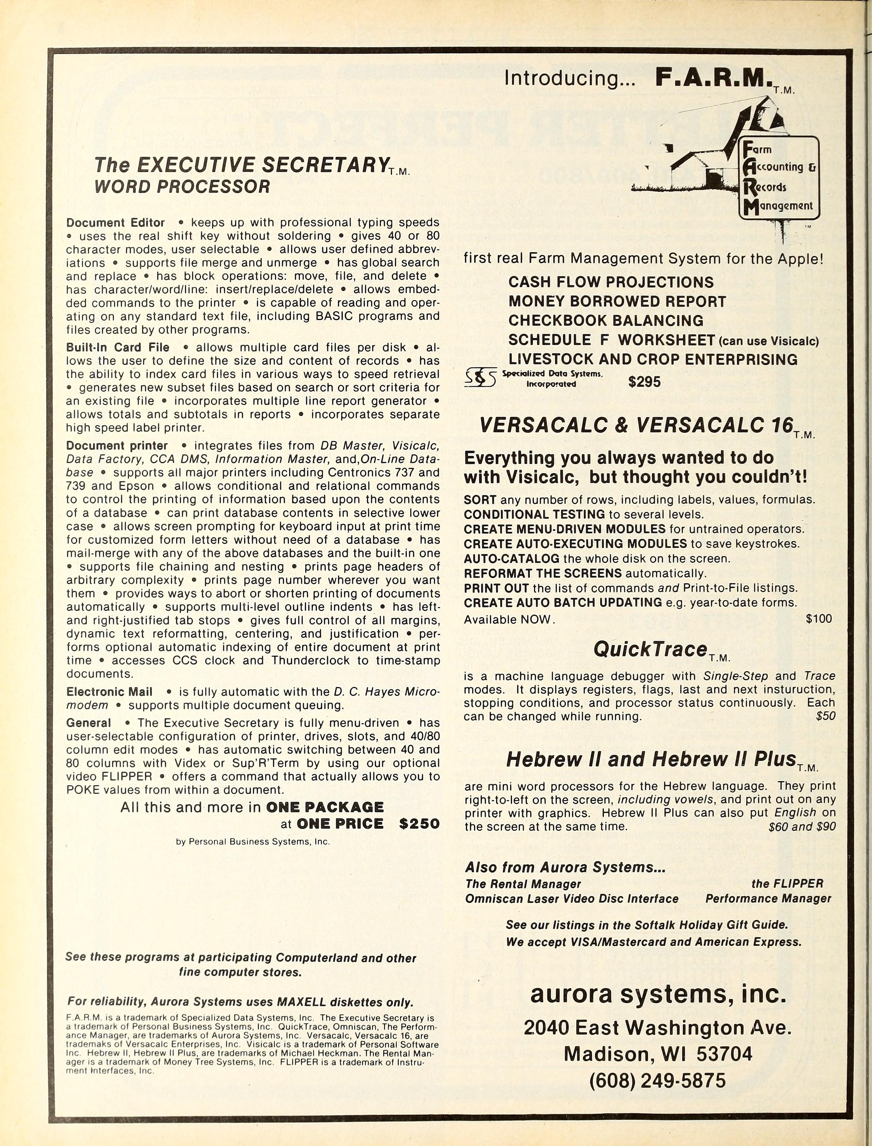 The EXECUTIVE SECRETARY T.M.
WORD PROCESSOR
Document Editor • keeps up with professional typing speeds
• uses the real shift key without soldering • gives 40 or 80
character modes, user selectable • allows user defined abbrev-
iations • supports file merge and unmerge • has global search
and replace • has block operations: move, file, and delete •
has character/word/line: insert/replace/delete • allows embed-
ded commands to the printer • is capable of reading and oper-
ating on any standard text file, including BASIC programs and
files created by other programs.
Built-In Card File • allows multiple card files per disk • al-
lows the user to define the size and content of records • has
the ability to index card files in various ways to speed retrieval
• generates new subset files based on search or sort criteria for
an existing file • incorporates multiple line report generator •
allows totals and subtotals in reports • incorporates separate
high speed label printer.
Document printer • integrates files from DB Master, Visicalc,
Data Factory, CCA DMS, Information Master, and,On-Line Data-
base • supports all major printers including Centronics 737 and
739 and Epson • allows conditional and relational commands
to control the printing of information based upon the contents
of a database • can print database contents in selective lower
case • allows screen prompting for keyboard input at print time
for customized form letters without need of a database • has
mail-merge with any of the above databases and the built-in one
• supports file chaining and nesting • prints page headers of
arbitrary complexity • prints page number wherever you want
them • provides ways to abort or shorten printing of documents
automatically • supports multi-level outline indents • has left-
and right-justified tab stops • gives full control of all margins,
dynamic text reformatting, centering, and justification • per-
forms optional automatic indexing of entire document at print
time • accesses CCS clock and Thunderclock to time-stamp
documents.
Electronic Mail • is fully automatic with the D. C. Hayes Micro-
modem • supports multiple document queuing.
General • The Executive Secretary is fully menu-driven • has
user-selectable configuration of printer, drives, slots, and 40/80
column edit modes • has automatic switching between 40 and
80 columns with Videx or Sup'R'Term by using our optional
video FLIPPER • offers a command that actually allows you to
POKE values from within a document.
All this and more in ONE PACKAGE
at ONE PRICE $250
by Personal Business Systems, Inc.
See these programs at participating Computerland and other
fine computer stores.
For reliability, Aurora Systems uses MAXELL diskettes only.
F.A.R.M. is a trademark of Specialized Data Systems, Inc. The Executive Secretary is
a trademark of Personal Business Systems, Inc. QuickTrace, Omniscan, The Perform-
ance Manager, are trademarks of Aurora Systems, Inc. Versacalc, Versacalc 16, are
trademaks of Versacalc Enterprises, Inc. Visicalc is a trademark of Personal Software
Inc. Hebrew II, Hebrew II Plus, are trademarks of Michael Heckman. The Rental Man-
ager is a trademark of Money Tree Systems, Inc. FLIPPER is a trademark of Instru-
ment Interfaces, Inc.
Introducing... F.A.R.M. T.M.
Farm
Accounting &
Records
Management
TM
first real Farm Management System for the Apple!
CASH FLOW PROJECTIONS
MONEY BORROWED REPORT
CHECKBOOK BALANCING
SCHEDULE F WORKSHEET (can use Visicalc)
LIVESTOCK AND CROP ENTERPRISING
SDS Specialized Data Systems,
Incorporated $295
VERSACALC & VERSACALC 16 T.M.
Everything you always wanted to do
with Visicalc, but thought you couldn't!
SORT any number of rows, including labels, values, formulas.
CONDITIONAL TESTING to several levels.
CREATE MENU-DRIVEN MODULES for untrained operators.
CREATE AUTO-EXECUTING MODULES to save keystrokes.
AUTO-CATALOG the whole disk on the screen.
REFORMAT THE SCREENS automatically.
PRINT OUT the list of commands and Print-to-File listings.
CREATE AUTO BATCH UPDATING e.g. year-to-date forms.
Available NOW. $100
QuickTrace T.M.
is a machine language debugger with Single-Step and Trace
modes. It displays registers, flags, last and next insturuction,
stopping conditions, and processor status continuously. Each
can be changed while running. $50
Hebrew II and Hebrew II Plus T.M.
are mini word processors for the Hebrew language. They print
right-to-left on the screen, including vowels, and print out on any
printer with graphics. Hebrew II Plus can also put English on
the screen at the same time. $60 and $90
Also from Aurora Systems...
The Rental Manager the FLIPPER
Omniscan Laser Video Disc Interface Performance Manager
See our listings in the Softalk Holiday Gift Guide.
We accept VISA/Mastercard and American Express.
aurora systems, inc.
2040 East Washington Ave.
Madison, WI 53704
(608) 249-5875